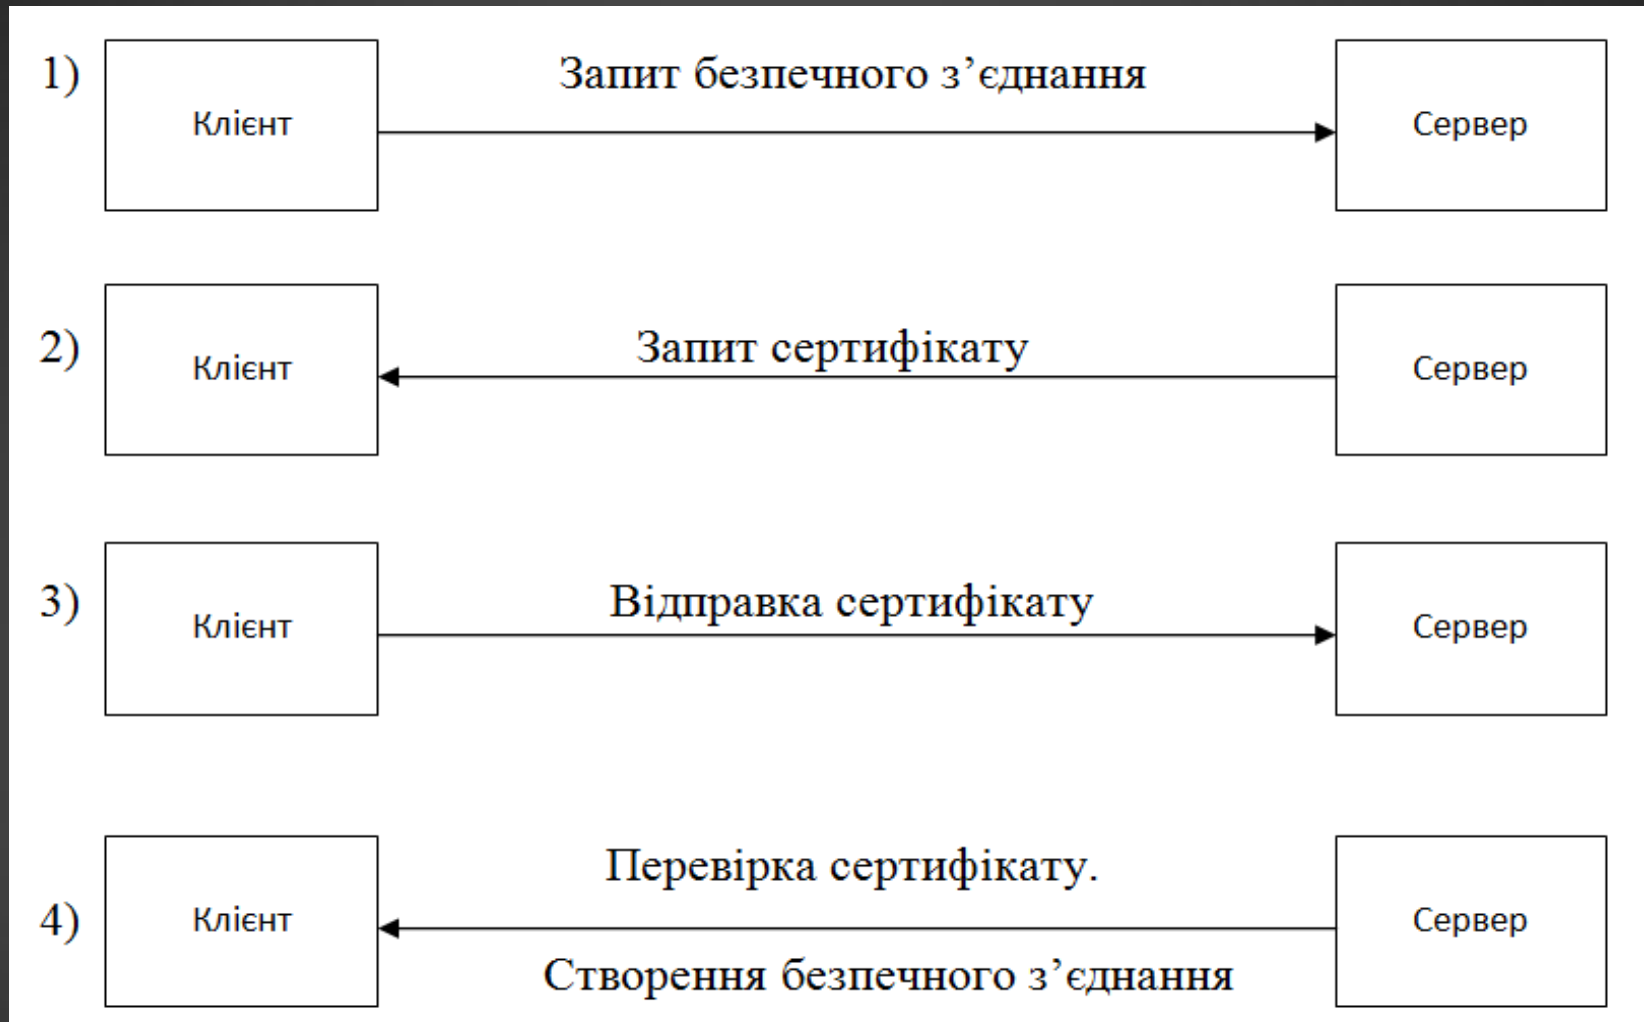 1)
Запит безпечного з’єднання
Клієнт
Сервер
2)
Запит сертифікату
Клієнт
Сервер
3)
Відправка сертифікату
Клієнт
Сервер
4)
Перевірка сертифікату.
Клієнт
Сервер
Створення безпечного з’єднання